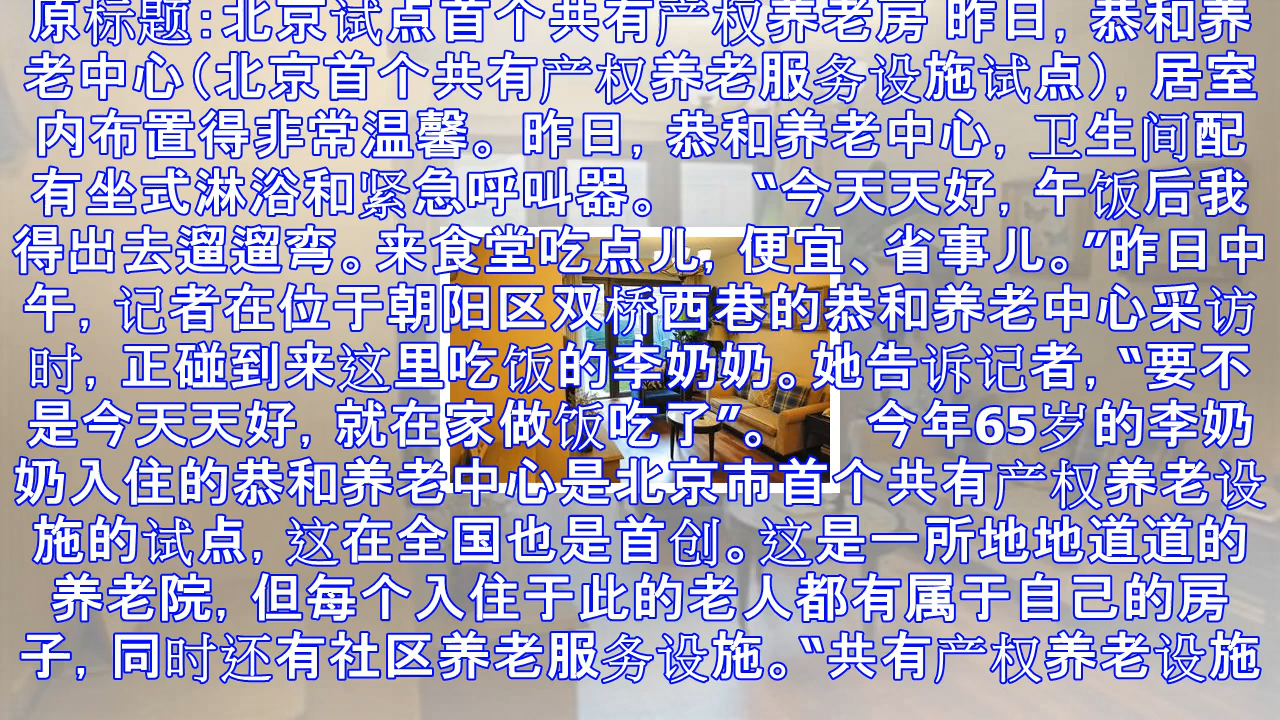 原标题:北京试点首个共有产权养老房 昨日, 恭和养
老中心(北京首个共有产权养老服务设施试点), 居室
内布置得非常温馨。昨日, 恭和养老中心, 卫生间配
有坐式淋浴和紧急呼叫器。 “今天天好, 午饭后我
得出去遛遛弯。来食堂吃点儿, 便宜、省事儿。”昨日中
午, 记者在位于朝阳区双桥西巷的恭和养老中心采访
时, 正碰到来这里吃饭的李奶奶。她告诉记者, “要不
是今天天好, 就在家做饭吃了”。 今年65岁的李奶
奶入住的恭和养老中心是北京市首个共有产权养老设
施的试点, 这在全国也是首创。这是一所地地道道的
养老院, 但每个入住于此的老人都有属于自己的房
子, 同时还有社区养老服务设施。“共有产权养老设施